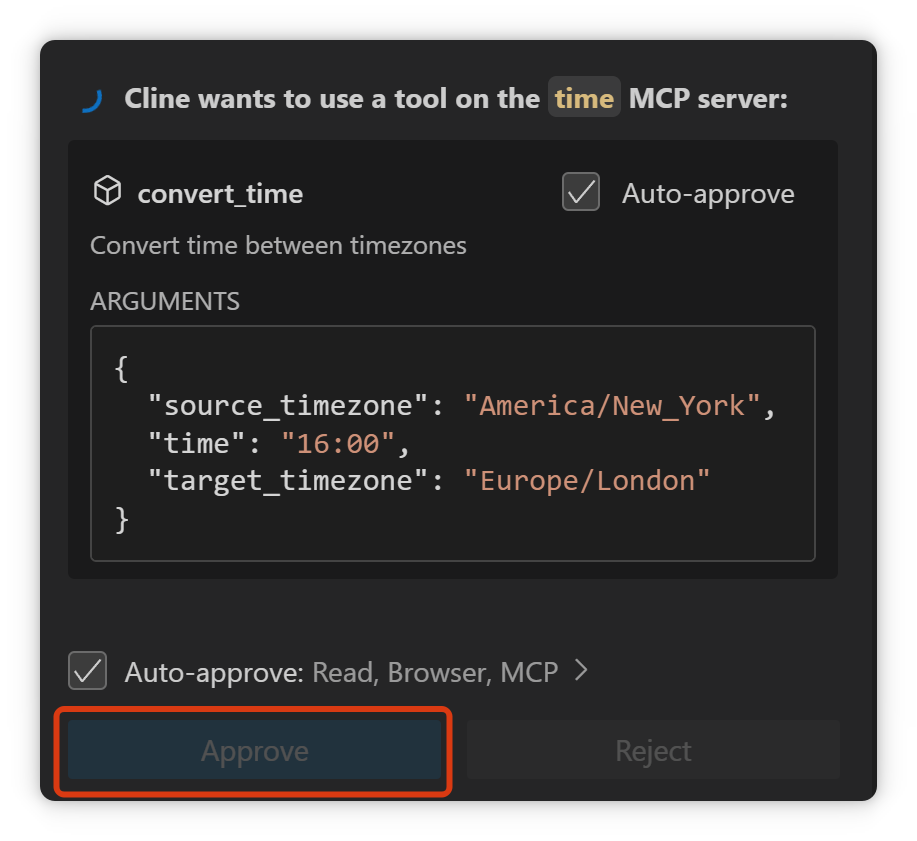 Cline wants to use a tool on the time MCP server:
convert_time
Auto-approve
Convert time between timezones
ARGUMENTS
{
  "source_timezone": "America/New_York",
  "time": "16:00",
  "target_timezone": "Europe/London"
}
Auto-approve: Read, Browser, MCP
Approve
Reject